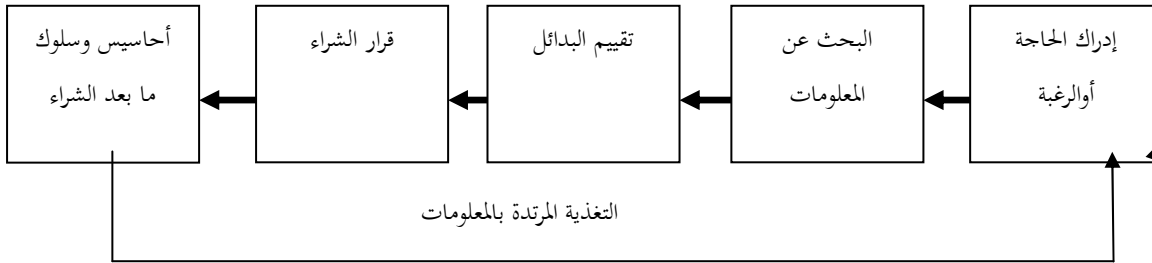 إدراك الحاجة
أوالرغبة
البحث عن
المعلومات
تقييم البدائل
قرار الشراء
أحاسيس وسلوك
ما بعد الشراء
التغذية المرتدة بالمعلومات